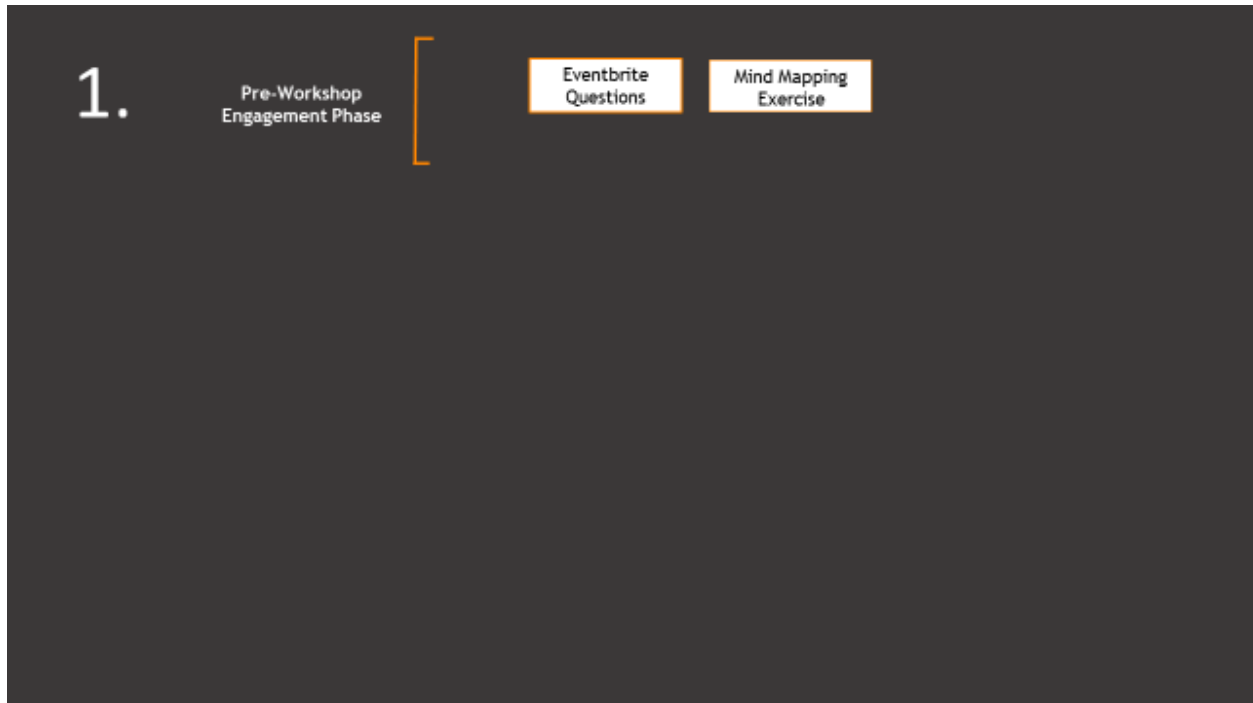 1.
Pre-Workshop
Engagement Phase
Eventbrite
Questions
Mind Mapping
Exercise